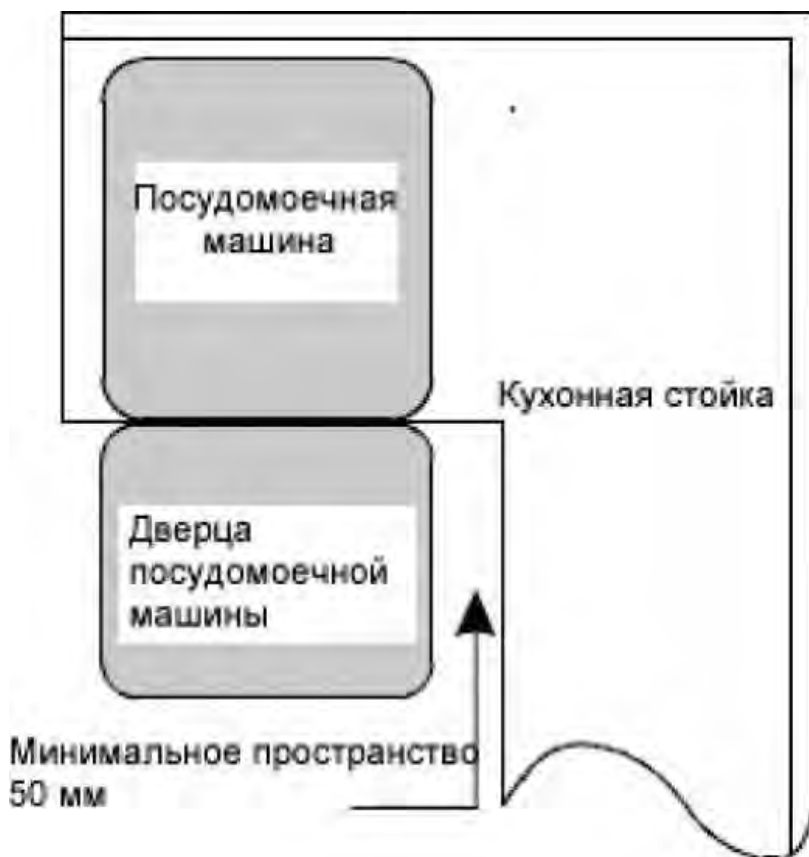 Посудомоечная
машина
Кухонная стойка
Дверца
посудомоечной
машины
Минимальное пространство
50 мм